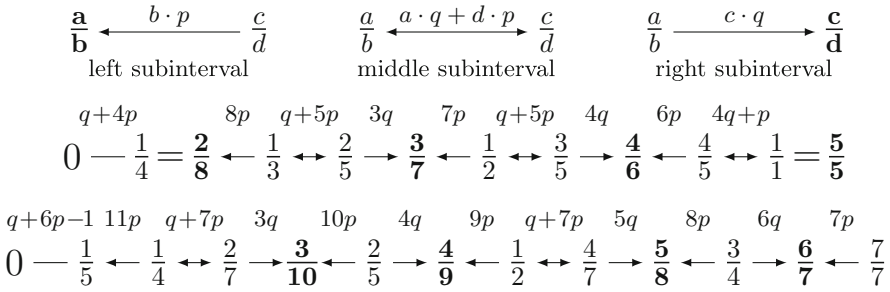 a/b ← b · p c/d a/b ↔ a · q + d · p c/d a/b → c · q c/d
left subinterval middle subinterval right subinterval
q+4p 8p q+5p 3q 7p q+5p 4q 6p 4q+p
0 — 1/4 = 2/8 ← 1/3 ↔ 2/5 → 3/7 ← 1/2 ↔ 3/5 → 4/6 ← 4/5 ↔ 1/1 = 5/5
q+6p−1 11p q+7p 3q 10p 4q 9p q+7p 5q 8p 6q 7p
0 — 1/5 ← 1/4 ↔ 2/7 → 3/10 ← 2/5 → 4/9 ← 1/2 ↔ 4/7 → 5/8 ← 3/4 → 6/7 ← 7/7